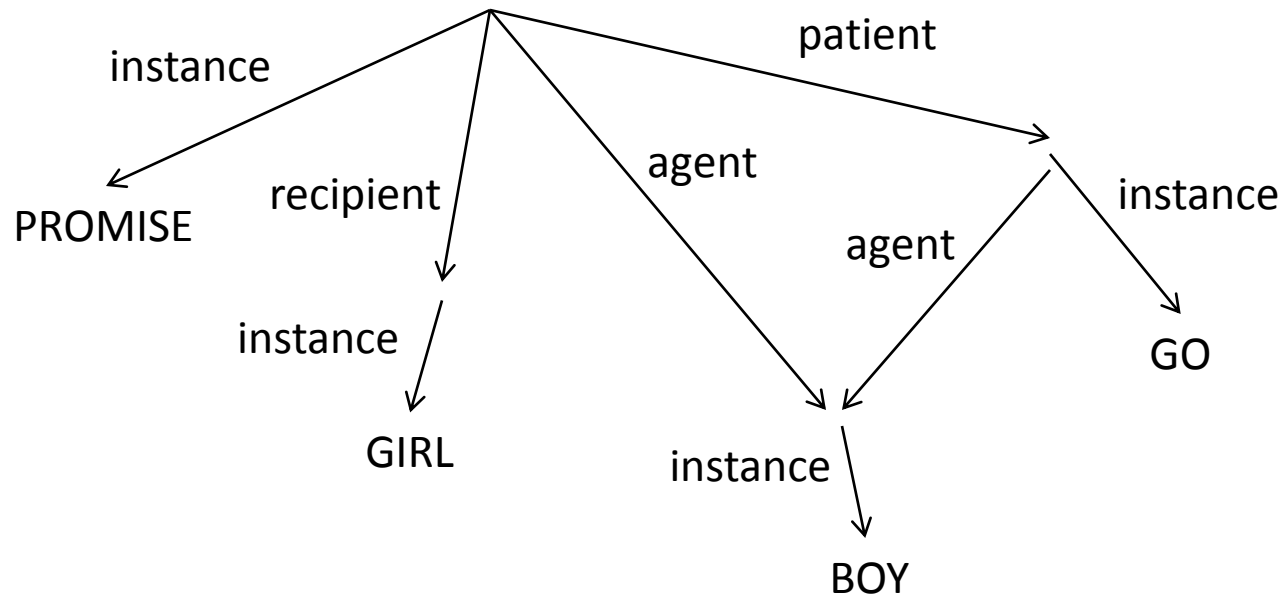 patient
instance
agent
recipient
instance
PROMISE
agent
instance
GO
GIRL
instance
BOY